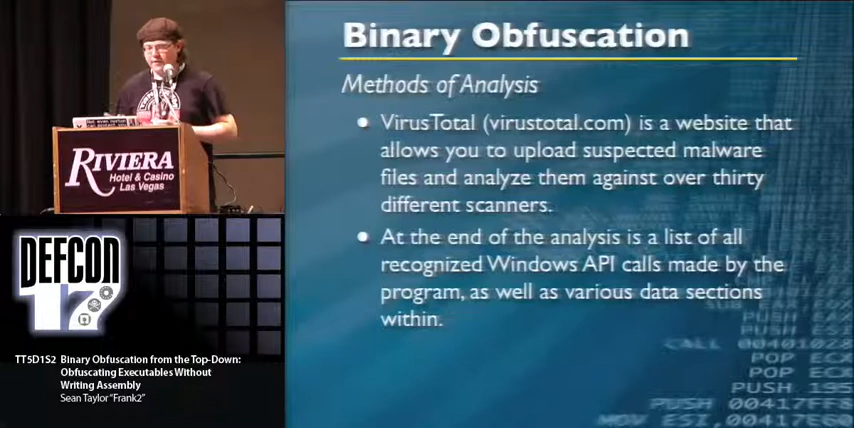 Binary Obfuscation
Methods of Analysis
• VirusTotal (virustotal.com) is a website that
allows you to upload suspected malware
files and analyze them against over thirty
different scanners.
• At the end of the analysis is a list of all
recognized Windows API calls made by the
program, as well as various data sections
within.
PUSH EAX
PUSH ESI
CALL 00401028
POP ECX
POP ECX
PUSH 195
PUSH 00417FF8
MOV ESI,00417E60
RIVIERA
Hotel & Casino
Las Vegas
DEFCON
17
TT5D1S2 Binary Obfuscation from the Top-Down:
Obfuscating Executables Without
Writing Assembly
Sean Taylor "Frank2"